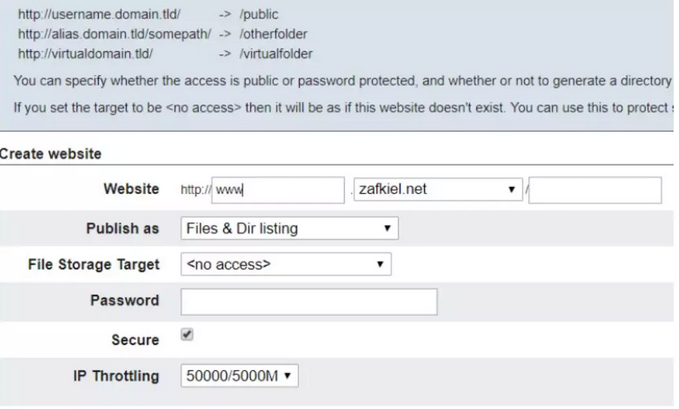 http://username.domain.tld/ -> /public
http://alias.domain.tld/somepath/ -> /otherfolder
http://virtualdomain.tld/ -> /virtualfolder
You can specify whether the access is public or password protected, and whether or not to generate a directory
If you set the target to be <no access> then it will be as if this website doesn't exist. You can use this to protect s
Create website
Website http:// www . zafkiel.net /
Publish as Files & Dir listing
File Storage Target <no access>
Password
Secure
IP Throttling 50000/5000M